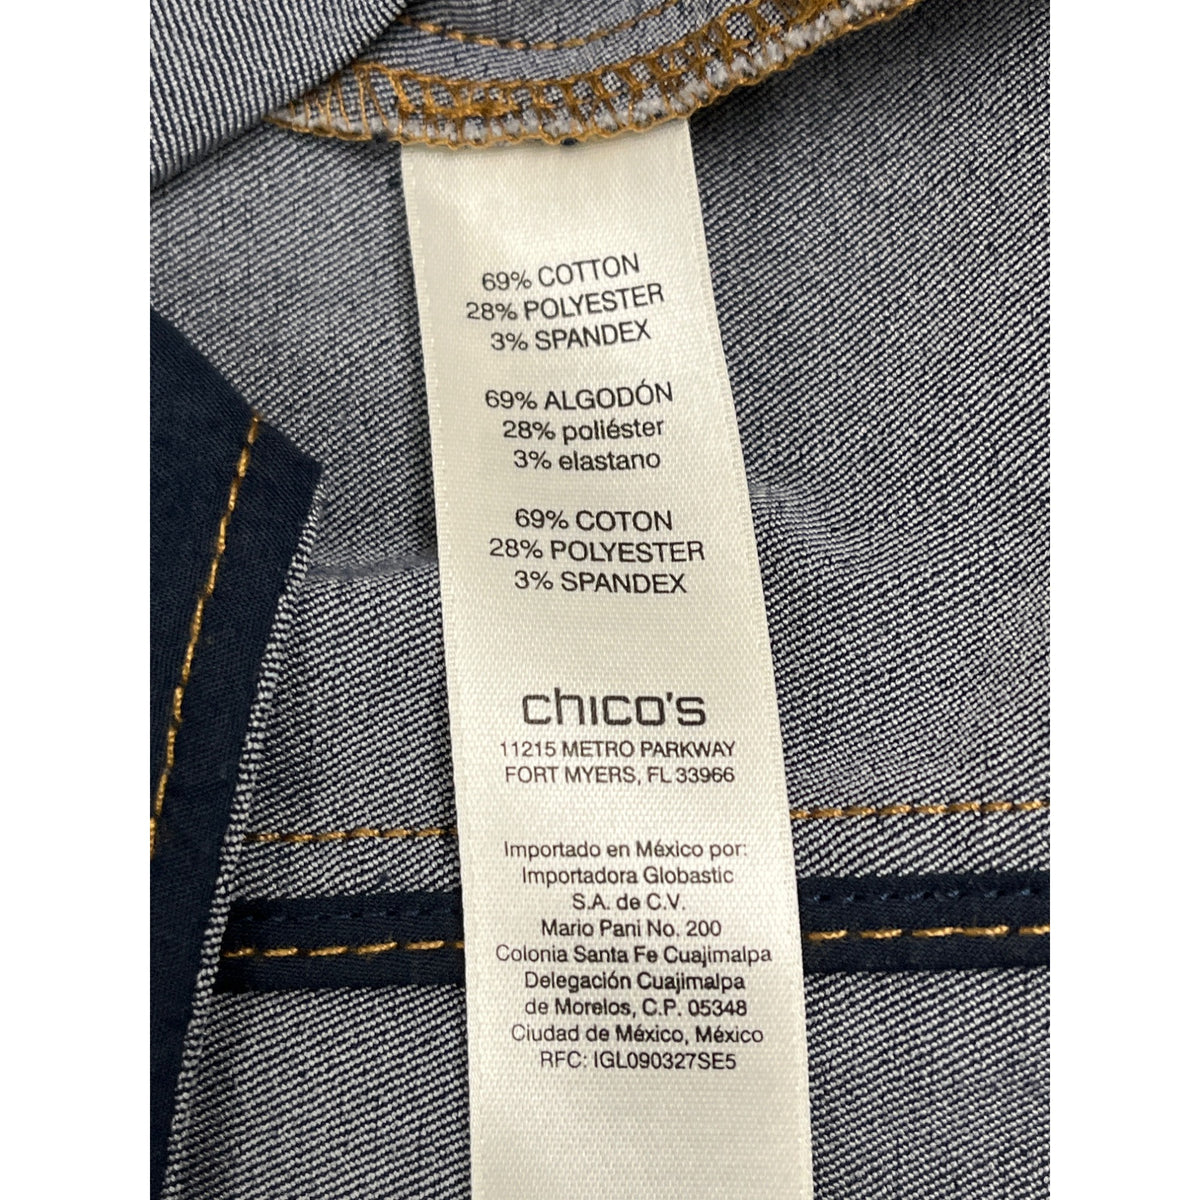 69% COTTON
28% POLYESTER
3% SPANDEX
69% ALGODÓN
28% poliéster
3% elastano
69% COTON
28% POLYESTER
3% SPANDEX
chico's
11215 METRO PARKWAY
FORT MYERS, FL 33966
Importado en México por:
Importadora Globastic
S.A. de C.V.
Mario Pani No. 200
Colonia Santa Fe Cuajimalpa
Delegación Cuajimalpa
de Morelos, C.P. 05348
Ciudad de México, México
RFC: IGL090327SE5